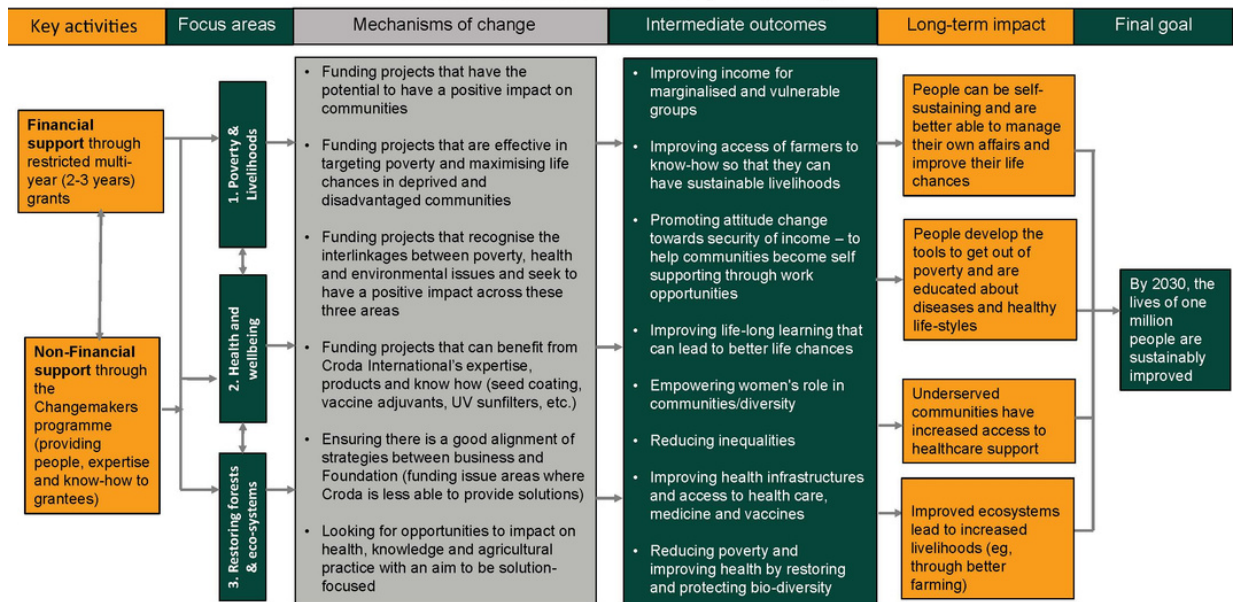 Key activities
Focus areas
Mechanisms of change
Intermediate outcomes
Long-term impact
Final goal
Financial
support through
restricted multi-
year (2-3 years)
grants
Non-Financial
support through
the
Changemakers
programme
(providing
people, expertise
and know-how to
grantees)
1. Poverty &
Livelihoods
2. Health and
wellbeing
3. Restoring forests
& eco-systems
• Funding projects that have the
potential to have a positive impact on
communities
• Funding projects that are effective in
targeting poverty and maximising life
chances in deprived and
disadvantaged communities
• Funding projects that recognise the
interlinkages between poverty, health
and environmental issues and seek to
have a positive impact across these
three areas
• Funding projects that can benefit from
Croda International's expertise,
products and know how (seed coating,
vaccine adjuvants, UV sunfilters, etc.)
• Ensuring there is a good alignment of
strategies between business and
Foundation (funding issue areas where
Croda is less able to provide solutions)
• Looking for opportunities to impact on
health, knowledge and agricultural
practice with an aim to be solution-
focused
• Improving income for
marginalised and vulnerable
groups
• Improving access of farmers to
know-how so that they can
have sustainable livelihoods
• Promoting attitude change
towards security of income – to
help communities become self
supporting through work
opportunities
• Improving life-long learning that
can lead to better life chances
• Empowering women's role in
communities/diversity
• Reducing inequalities
• Improving health infrastructures
and access to health care,
medicine and vaccines
• Reducing poverty and
improving health by restoring
and protecting bio-diversity
People can be self-
sustaining and are
better able to manage
their own affairs and
improve their life
chances
People develop the
tools to get out of
poverty and are
educated about
diseases and healthy
life-styles
Underserved
communities have
increased access to
healthcare support
Improved ecosystems
lead to increased
livelihoods (eg,
through better
farming)
By 2030, the
lives of one
million
people are
sustainably
improved